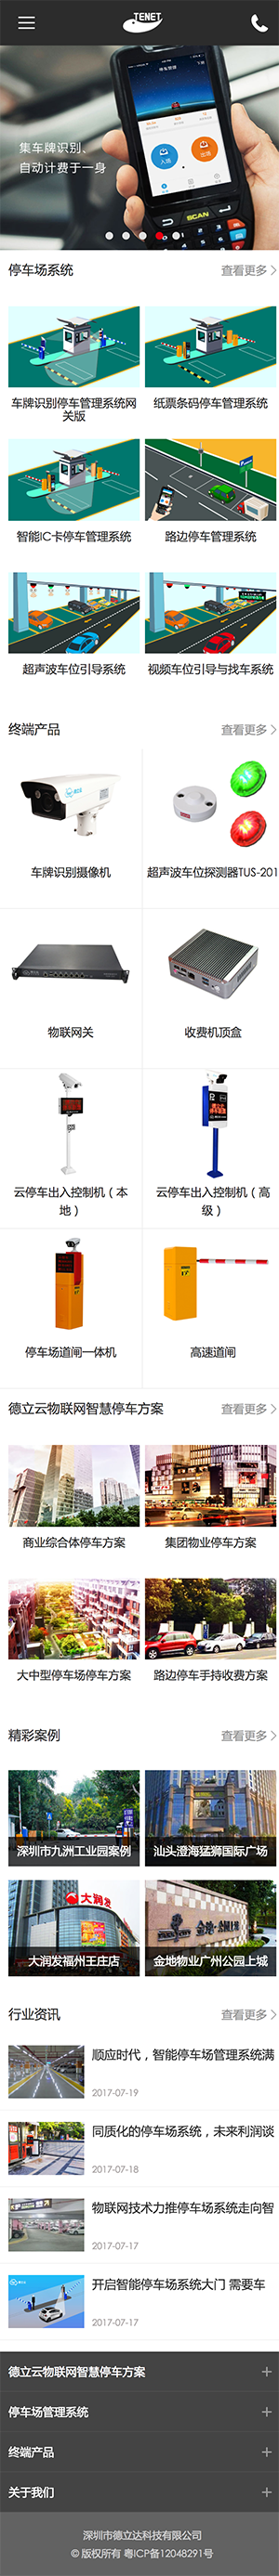 TENET
下班
停车管理
入场
出场
集车牌识别、
自动计费于一身
SCAN
停车场系统
查看更多
车牌识别停车管理系统网
关版
纸票条码停车管理系统
智能IC卡停车管理系统
路边停车管理系统
超声波车位引导系统
视频车位引导与找车系统
终端产品
查看更多
车牌识别摄像机
超声波车位探测器TUS-201
物联网关
收费机顶盒
云停车出入控制机（本
地）
云停车出入控制机（高
级）
停车场道闸一体机
高速道闸
德立云物联网智慧停车方案
查看更多
商业综合体停车方案
集团物业停车方案
大中型停车场停车方案
路边停车手持收费方案
精彩案例
查看更多
深圳市九洲工业园案例
汕头澄海猛狮国际广场
大润发
大润发福州王庄店
金地物业广州公园上城
行业资讯
查看更多
顺应时代，智能停车场管理系统满
2017-07-19
同质化的停车场系统，未来利润谈
2017-07-18
物联网技术力推停车场系统走向智
2017-07-17
开启智能停车场系统大门 需要车
2017-07-17
德立云物联网智慧停车方案
停车场管理系统
终端产品
关于我们
深圳市德立达科技有限公司
© 版权所有 粤ICP备12048291号